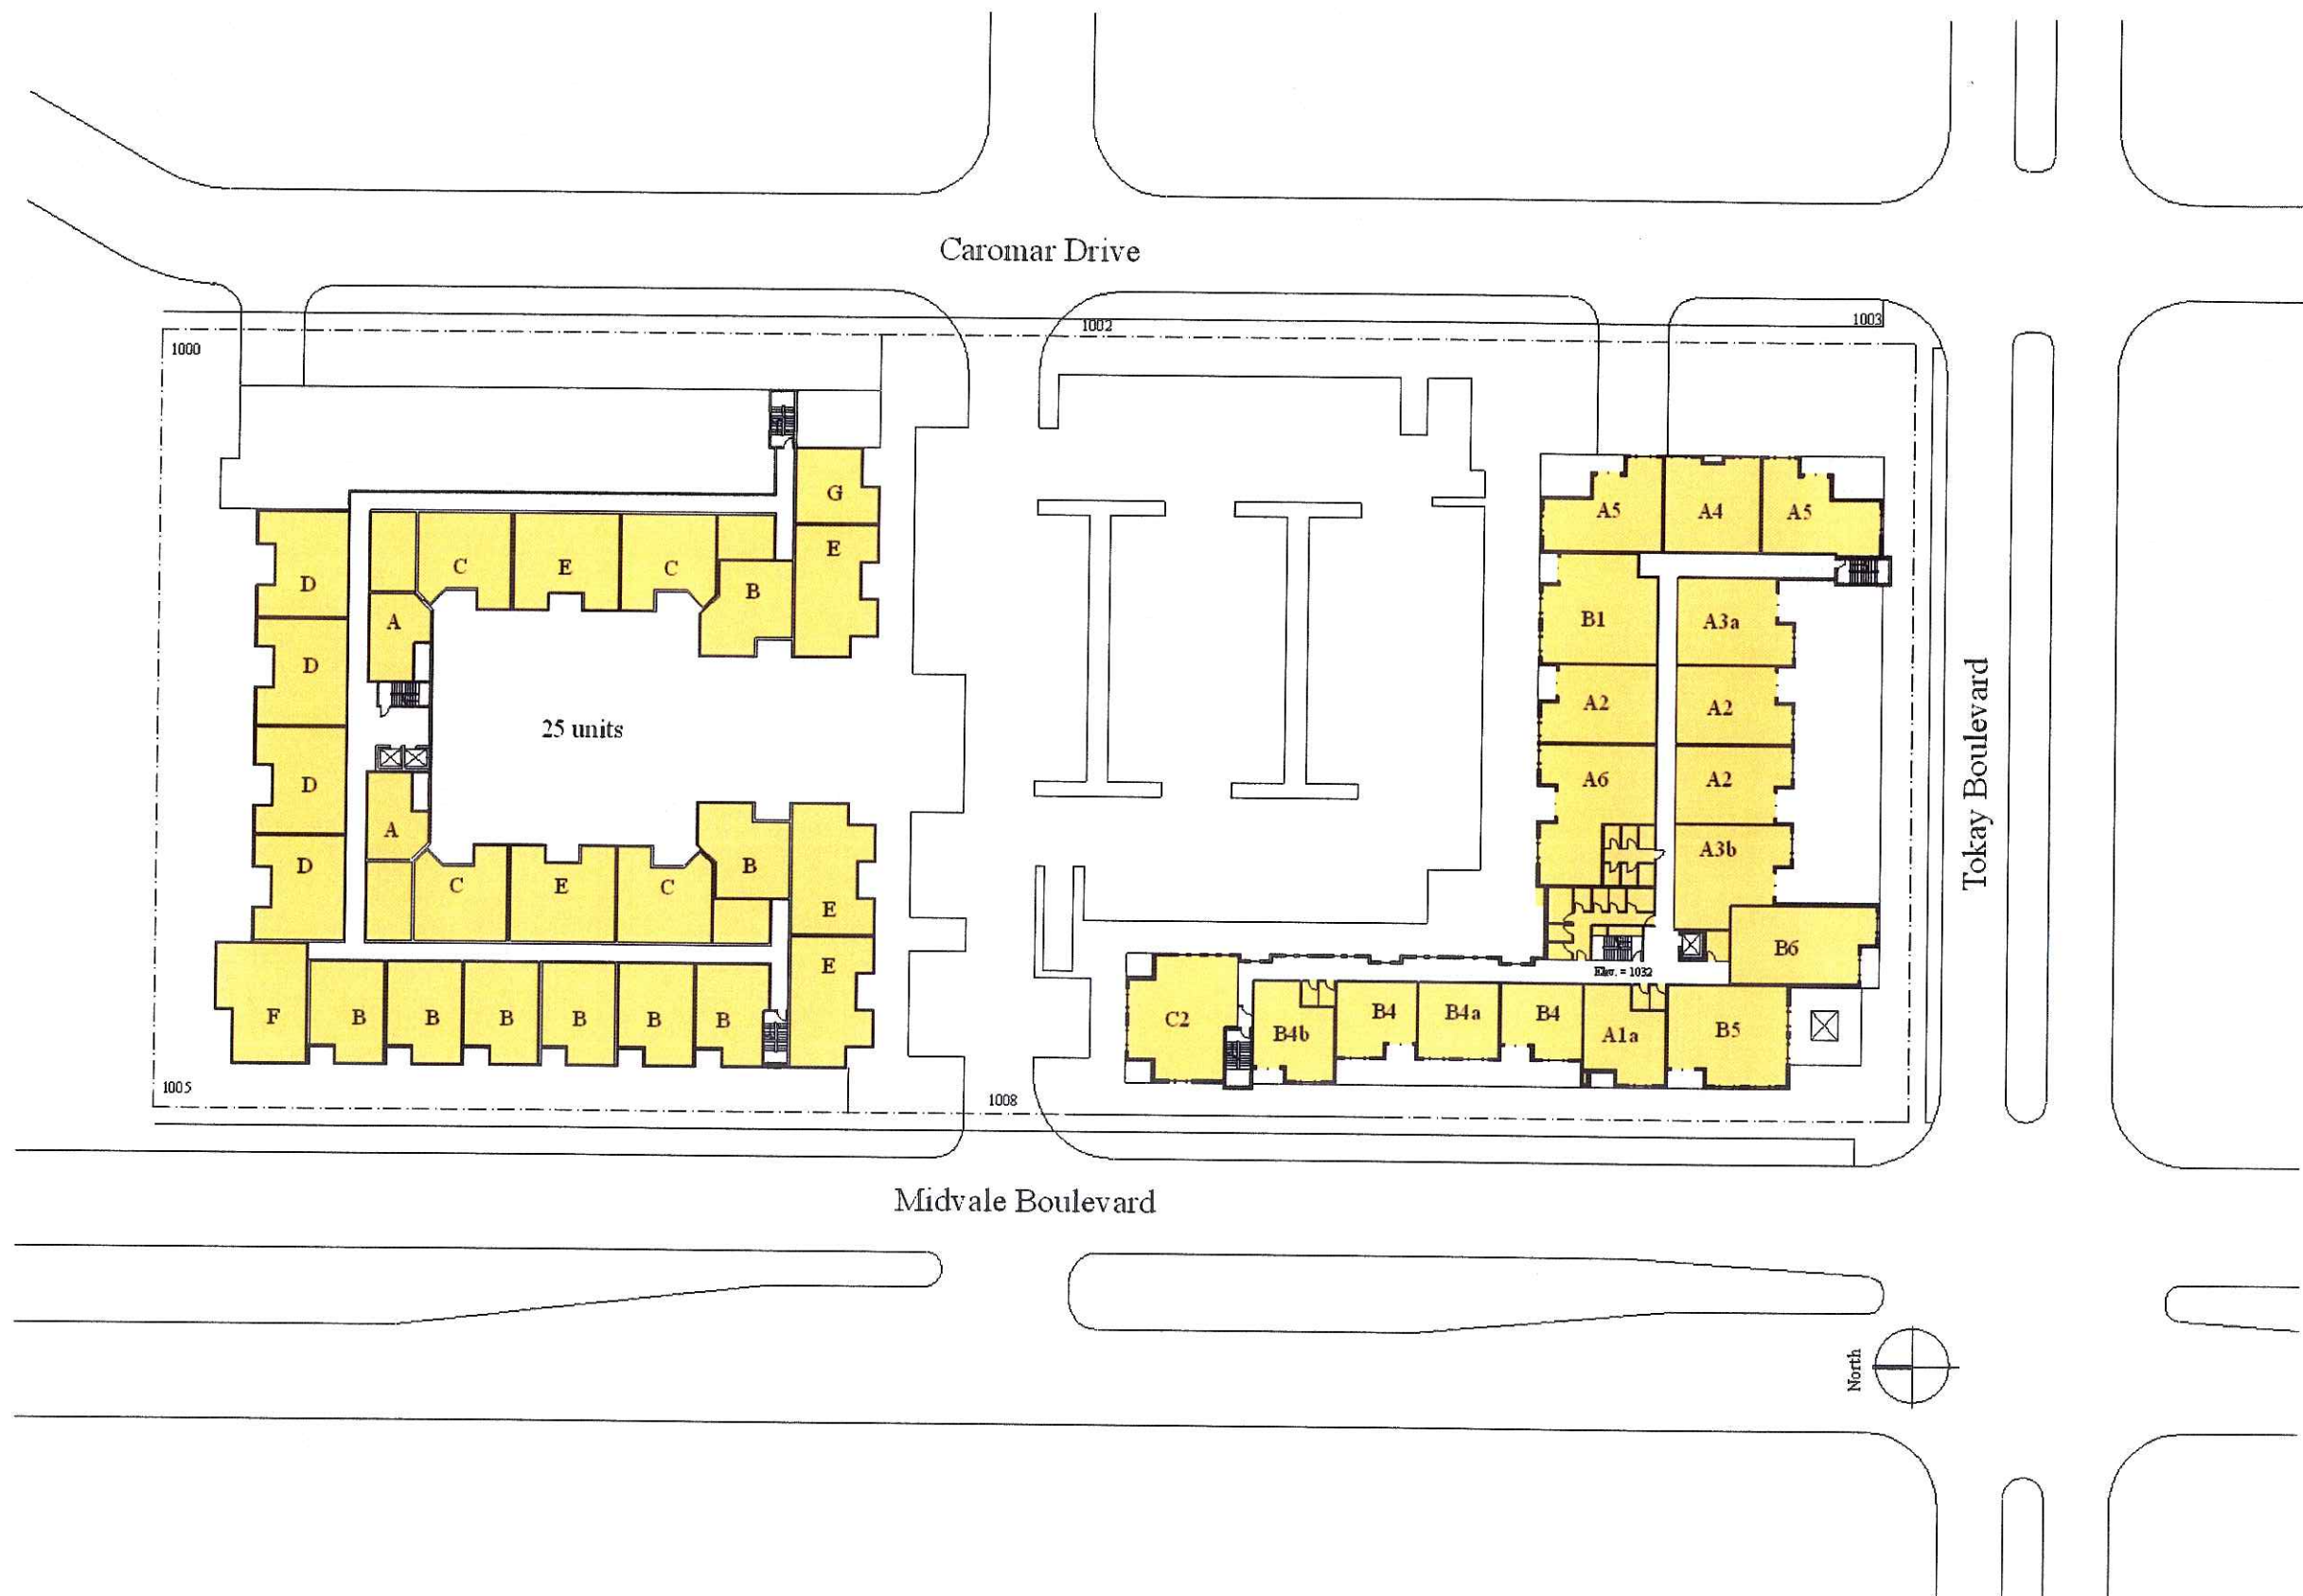 Caromar Drive
1002
1003
1000
G
E
A5
A4
A5
C
E
C
D
B
A
B1
A3a
D
A2
A2
25 units
Tokay Boulevard
D
A6
A2
A
A3b
D
C
E
C
B
E
B6
E
Elev. = 1032
F
B
B
B
B
B
B
C2
B4b
B4
B4a
B4
A1a
B5
1005
1008
Midvale Boulevard
North